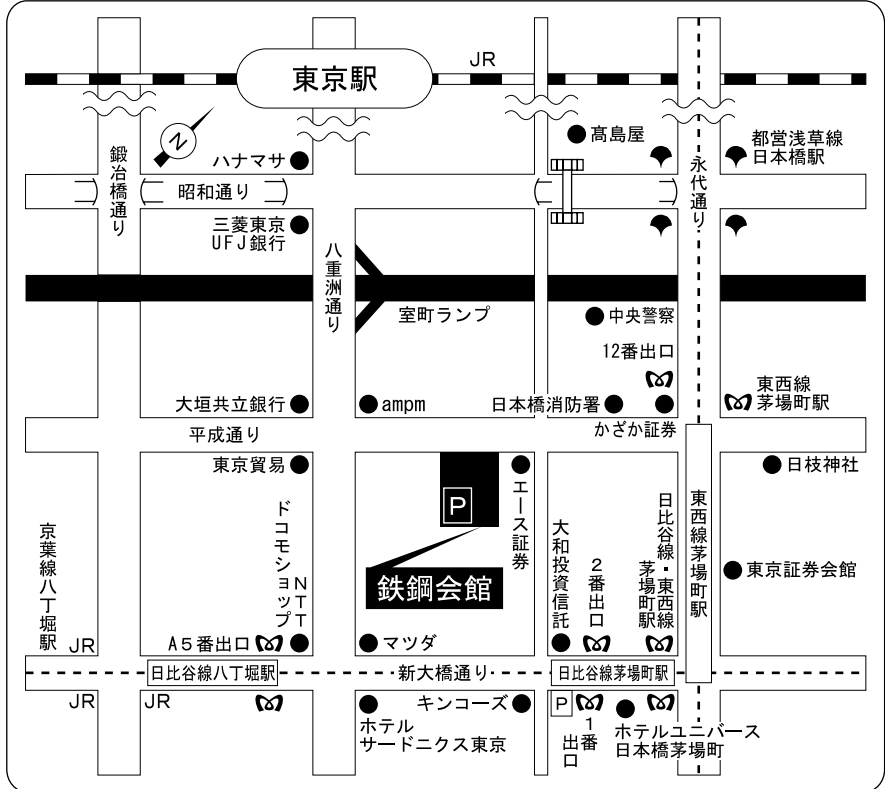 東京駅
JR
髙島屋
都営浅草線
日本橋駅
N
ハナマサ
鍛冶橋通り
昭和通り
永代通り
三菱東京
UFJ銀行
八重洲通り
室町ランプ
中央警察
12番出口
東西線
茅場町駅
大垣共立銀行
ampm
日本橋消防署
かざか証券
平成通り
東京貿易
日枝神社
P
エース証券
鉄鋼会館
京葉線八丁堀駅
NTT
ドコモショップ
大和投資信託
2番出口
日比谷線・東西線
茅場町駅
東西線茅場町駅
東京証券会館
JR
A5番出口
マツダ
日比谷線八丁堀駅
新大橋通り
日比谷線茅場町駅
JR
JR
キンコーズ
P
1番
出口
ホテル
サードニクス東京
ホテルユニバース
日本橋茅場町